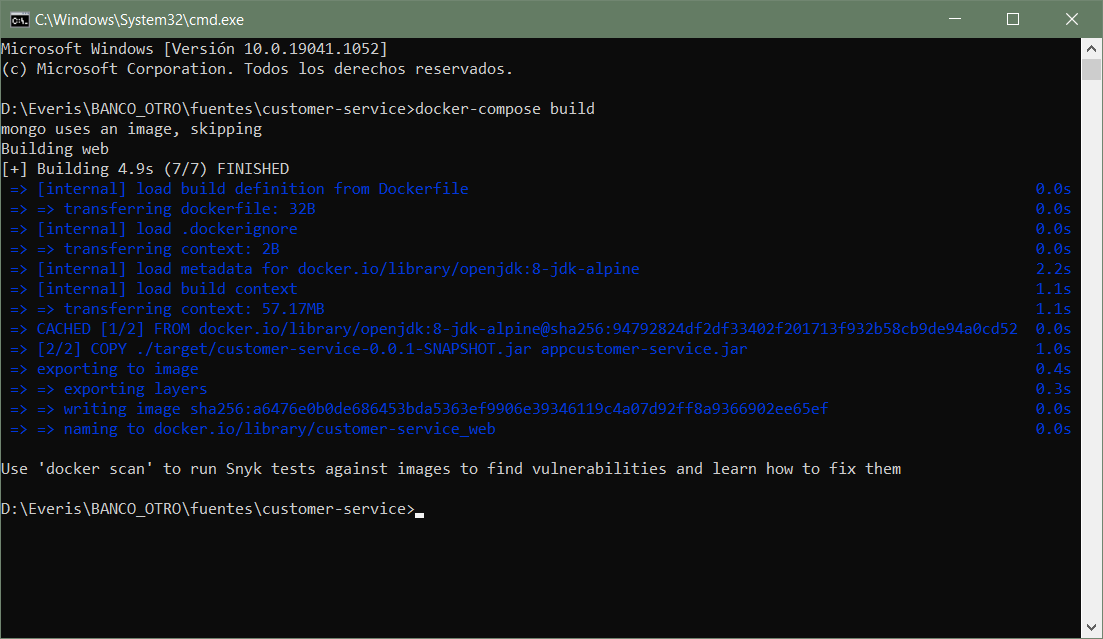 C:\Windows\System32\cmd.exe
Microsoft Windows [Versión 10.0.19041.1052]
(c) Microsoft Corporation. Todos los derechos reservados.
D:\Everis\BANCO_OTRO\fuentes\customer-service>docker-compose build
mongo uses an image, skipping
Building web
[+] Building 4.9s (7/7) FINISHED
=> [internal] load build definition from Dockerfile 0.0s
=> => transferring dockerfile: 32B 0.0s
=> [internal] load .dockerignore 0.0s
=> => transferring context: 2B 0.0s
=> [internal] load metadata for docker.io/library/openjdk:8-jdk-alpine 2.2s
=> [internal] load build context 1.1s
=> => transferring context: 57.17MB 1.1s
=> CACHED [1/2] FROM docker.io/library/openjdk:8-jdk-alpine@sha256:94792824df2df33402f201713f932b58cb9de94a0cd52 0.0s
=> [2/2] COPY ./target/customer-service-0.0.1-SNAPSHOT.jar appcustomer-service.jar 1.0s
=> exporting to image 0.4s
=> => exporting layers 0.3s
=> => writing image sha256:a6476e0b0de686453bda5363ef9906e39346119c4a07d92ff8a9366902ee65ef 0.0s
=> => naming to docker.io/library/customer-service_web 0.0s
Use 'docker scan' to run Snyk tests against images to find vulnerabilities and learn how to fix them
D:\Everis\BANCO_OTRO\fuentes\customer-service>